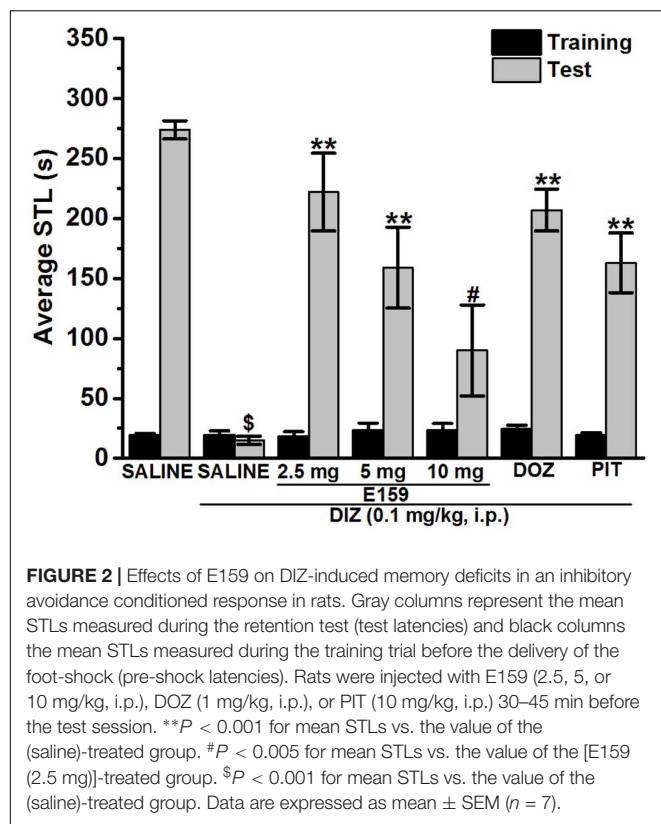 350
300
250
200
150
100
50
0
Average STL (s)
Training
Test
$
**
**
#
**
**
SALINE SALINE 2.5 mg 5 mg 10 mg DOZ PIT
E159
DIZ (0.1 mg/kg, i.p.)
FIGURE 2 | Effects of E159 on DIZ-induced memory deficits in an inhibitory
avoidance conditioned response in rats. Gray columns represent the mean
STLs measured during the retention test (test latencies) and black columns
the mean STLs measured during the training trial before the delivery of the
foot-shock (pre-shock latencies). Rats were injected with E159 (2.5, 5, or
10 mg/kg, i.p.), DOZ (1 mg/kg, i.p.), or PIT (10 mg/kg, i.p.) 30–45 min before
the test session. **P < 0.001 for mean STLs vs. the value of the
(saline)-treated group. #P < 0.005 for mean STLs vs. the value of the [E159
(2.5 mg)]-treated group. $P < 0.001 for mean STLs vs. the value of the
(saline)-treated group. Data are expressed as mean ± SEM (n = 7).